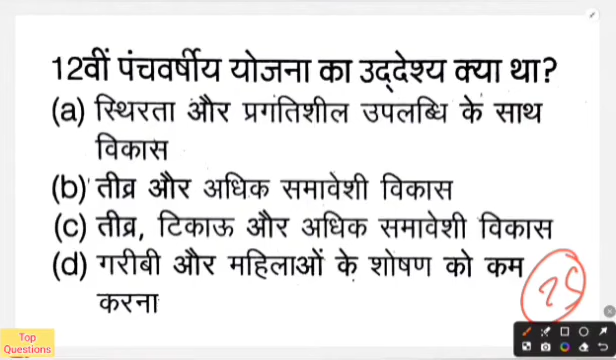 12वीं पंचवर्षीय योजना का उद्देश्य क्या था?
(a) स्थिरता और प्रगतिशील उपलब्धि के साथ
विकास
(b) तीव्र और अधिक समावेशी विकास
(c) तीव्र, टिकाऊ और अधिक समावेशी विकास
(d) गरीबी और महिलाओं के शोषण को कम
करना
25
Top
Questions